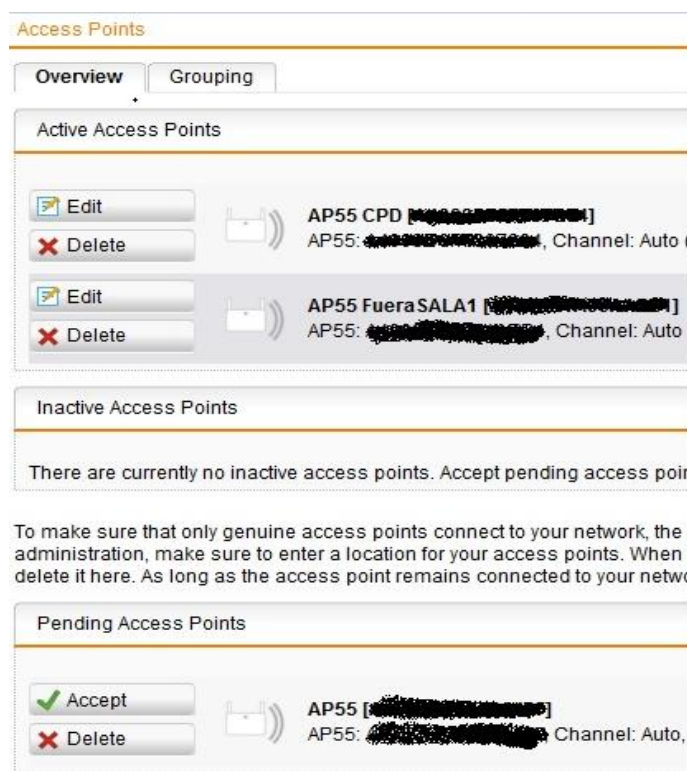 Access Points
Overview Grouping
Active Access Points
Edit
Delete
AP55 CPD [ ]
AP55: , Channel: Auto (
Edit
Delete
AP55 FueraSALA1 [ ]
AP55: , Channel: Auto
Inactive Access Points
There are currently no inactive access points. Accept pending access poin
To make sure that only genuine access points connect to your network, the
administration, make sure to enter a location for your access points. When
delete it here. As long as the access point remains connected to your netwo
Pending Access Points
Accept
Delete
AP55 [ ]
AP55: Channel: Auto,